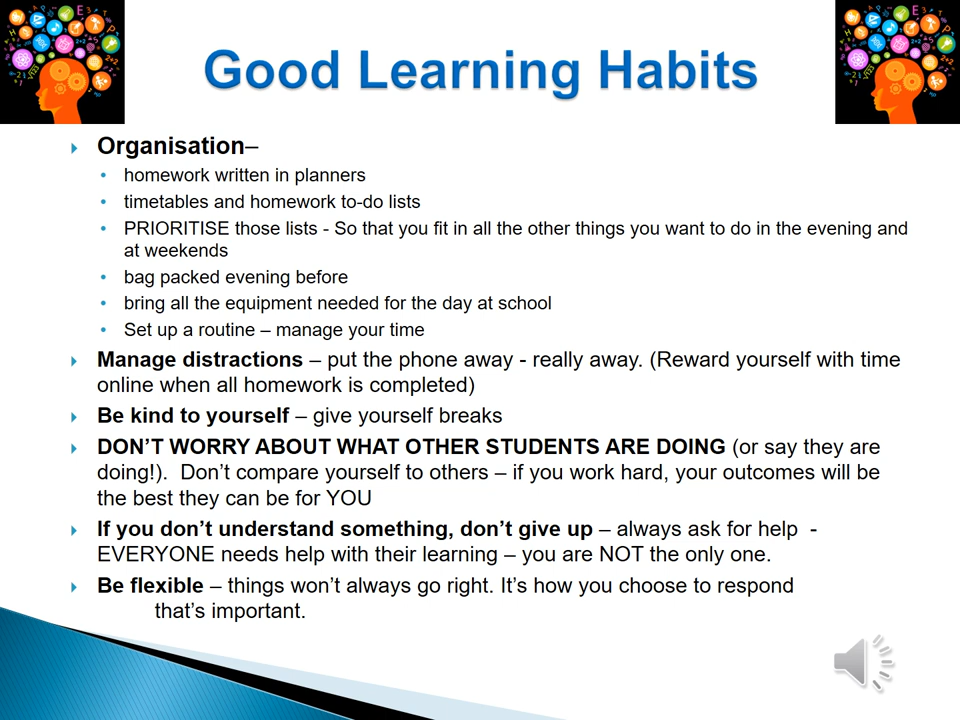 Good Learning Habits
Organisation–
homework written in planners
timetables and homework to-do lists
PRIORITISE those lists - So that you fit in all the other things you want to do in the evening and
at weekends
bag packed evening before
bring all the equipment needed for the day at school
Set up a routine – manage your time
Manage distractions – put the phone away - really away. (Reward yourself with time
online when all homework is completed)
Be kind to yourself – give yourself breaks
DON'T WORRY ABOUT WHAT OTHER STUDENTS ARE DOING (or say they are
doing!).  Don't compare yourself to others – if you work hard, your outcomes will be
the best they can be for YOU
If you don't understand something, don't give up – always ask for help  -
EVERYONE needs help with their learning – you are NOT the only one.
Be flexible – things won't always go right. It's how you choose to respond
that's important.